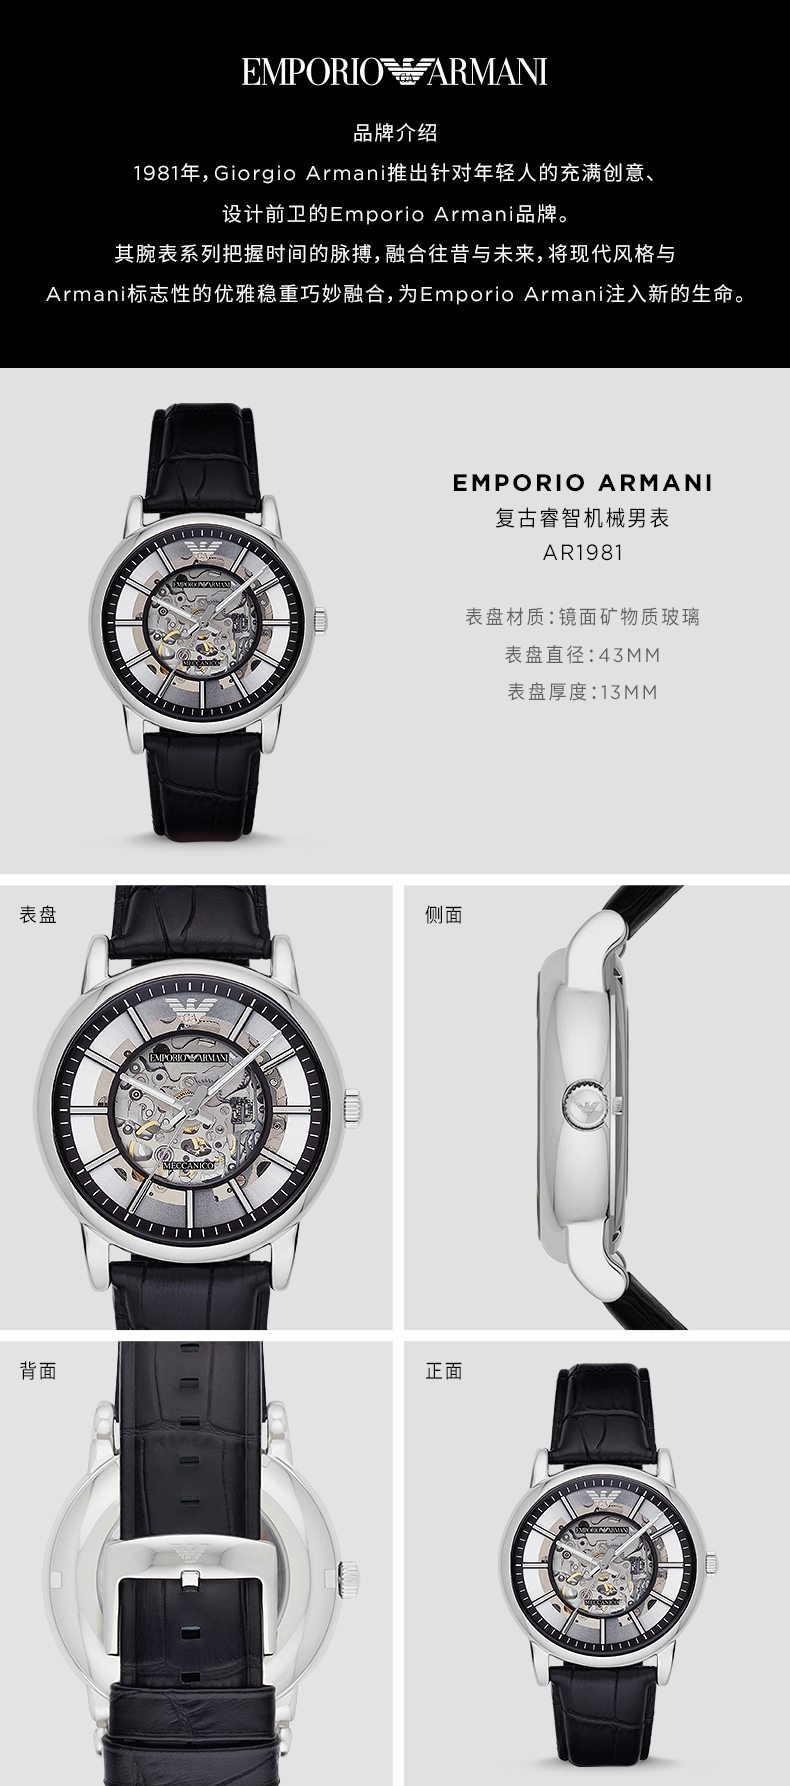 EMPORIO ARMANI
品牌介绍
1981年,Giorgio Armani推出针对年轻人的充满创意、
设计前卫的Emporio Armani品牌。
其腕表系列把握时间的脉搏,融合往昔与未来,将现代风格与
Armani标志性的优雅稳重巧妙融合,为Emporio Armani注入新的生命。
EMPORIO ARMANI
MECCANICO
EMPORIO ARMANI
复古睿智机械男表
AR1981
表盘材质:镜面矿物质玻璃
表盘直径:43MM
表盘厚度:13MM
表盘
EMPORIO ARMANI
MECCANICO
侧面
背面
正面
EMPORIO ARMANI
MECCANICO